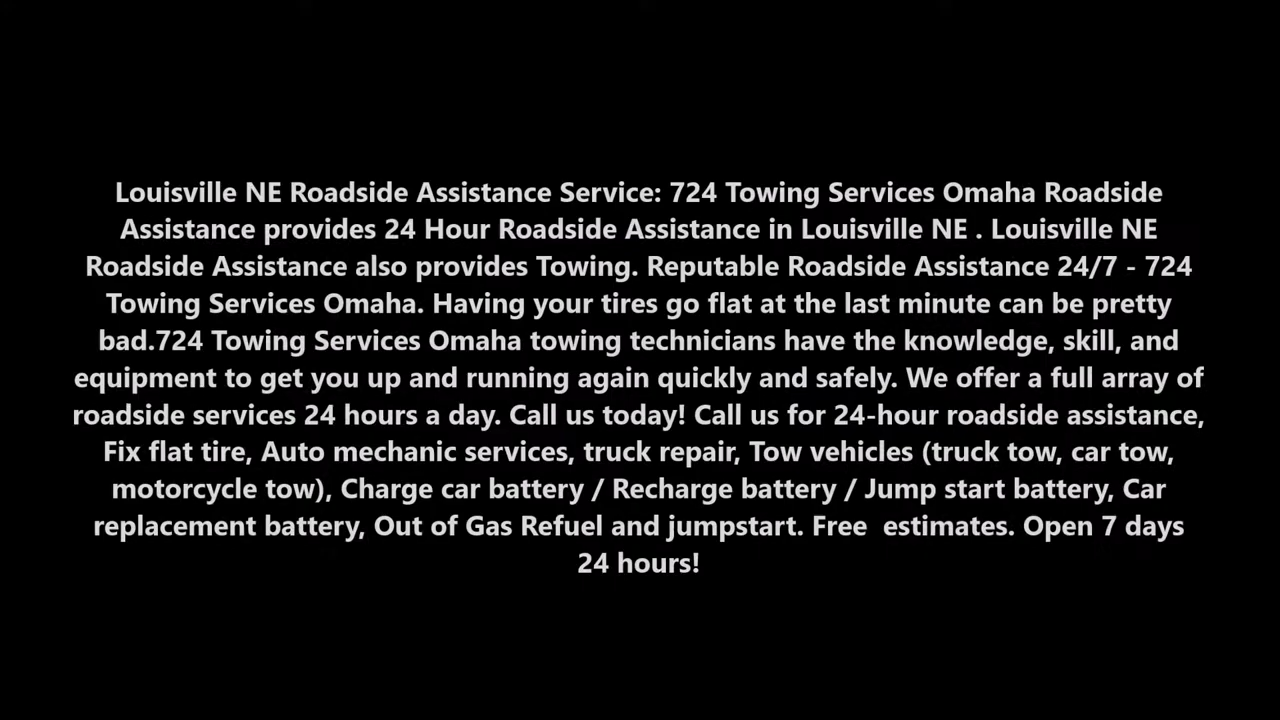 Louisville NE Roadside Assistance Service: 724 Towing Services Omaha Roadside
Assistance provides 24 Hour Roadside Assistance in Louisville NE . Louisville NE
Roadside Assistance also provides Towing. Reputable Roadside Assistance 24/7 - 724
Towing Services Omaha. Having your tires go flat at the last minute can be pretty
bad.724 Towing Services Omaha towing technicians have the knowledge, skill, and
equipment to get you up and running again quickly and safely. We offer a full array of
roadside services 24 hours a day. Call us today! Call us for 24-hour roadside assistance,
Fix flat tire, Auto mechanic services, truck repair, Tow vehicles (truck tow, car tow,
motorcycle tow), Charge car battery / Recharge battery / Jump start battery, Car
replacement battery, Out of Gas Refuel and jumpstart. Free  estimates. Open 7 days
24 hours!